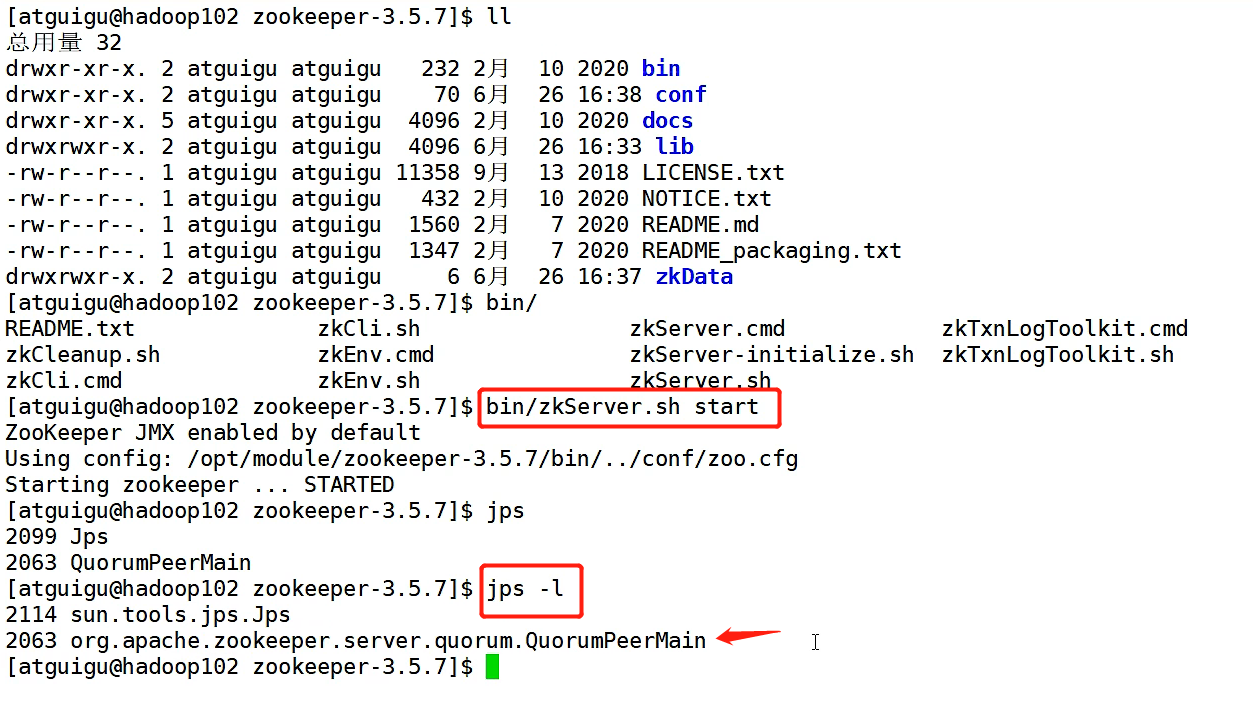 [atguigu@hadoop102 zookeeper-3.5.7]$ ll
总用量 32
drwxr-xr-x. 2 atguigu atguigu   232 2月  10 2020 bin
drwxr-xr-x. 2 atguigu atguigu    70 6月  26 16:38 conf
drwxr-xr-x. 5 atguigu atguigu  4096 2月  10 2020 docs
drwxrwxr-x. 2 atguigu atguigu  4096 6月  26 16:33 lib
-rw-r--r--. 1 atguigu atguigu 11358 9月  13 2018 LICENSE.txt
-rw-r--r--. 1 atguigu atguigu   432 2月  10 2020 NOTICE.txt
-rw-r--r--. 1 atguigu atguigu  1560 2月   7 2020 README.md
-rw-r--r--. 1 atguigu atguigu  1347 2月   7 2020 README_packaging.txt
drwxrwxr-x. 2 atguigu atguigu     6 6月  26 16:37 zkData
[atguigu@hadoop102 zookeeper-3.5.7]$ bin/
README.txt              zkCli.sh                zkServer.cmd            zkTxnLogToolkit.cmd
zkCleanup.sh            zkEnv.cmd               zkServer-initialize.sh  zkTxnLogToolkit.sh
zkCli.cmd               zkEnv.sh                zkServer.sh
[atguigu@hadoop102 zookeeper-3.5.7]$ bin/zkServer.sh start
ZooKeeper JMX enabled by default
Using config: /opt/module/zookeeper-3.5.7/bin/../conf/zoo.cfg
Starting zookeeper ... STARTED
[atguigu@hadoop102 zookeeper-3.5.7]$ jps
2099 Jps
2063 QuorumPeerMain
[atguigu@hadoop102 zookeeper-3.5.7]$ jps -l
2114 sun.tools.jps.Jps
2063 org.apache.zookeeper.server.quorum.QuorumPeerMain
[atguigu@hadoop102 zookeeper-3.5.7]$